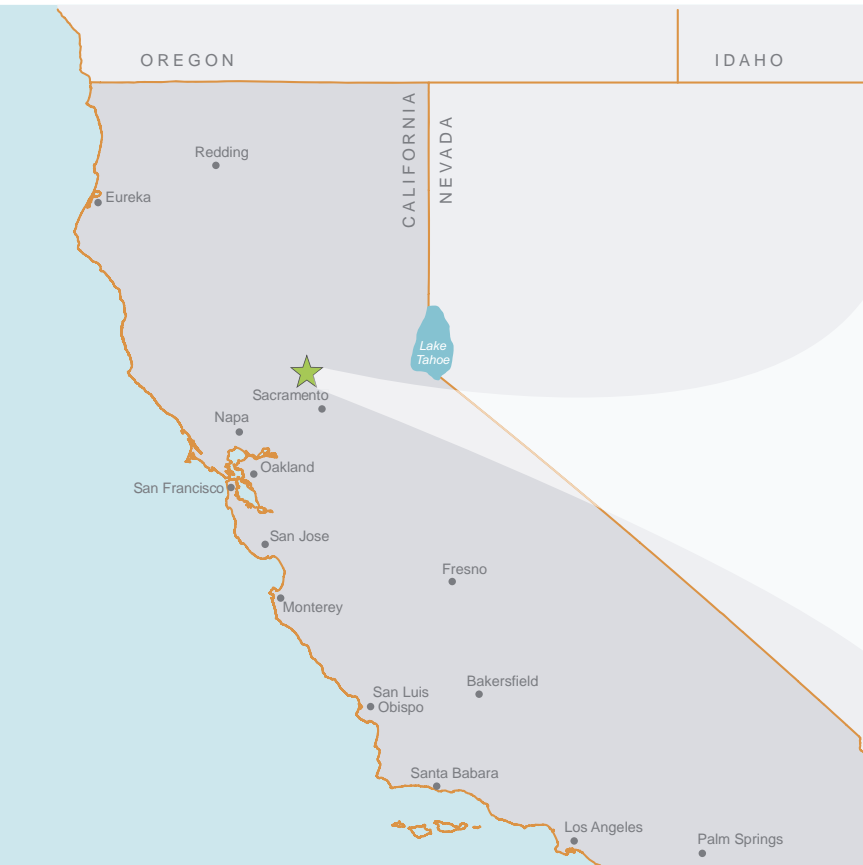 OREGON
IDAHO
CALIFORNIA
NEVADA
Redding
Eureka
Lake
Tahoe
Sacramento
Napa
Oakland
San Francisco
San Jose
Fresno
Monterey
Bakersfield
San Luis
Obispo
Santa Babara
Los Angeles
Palm Springs